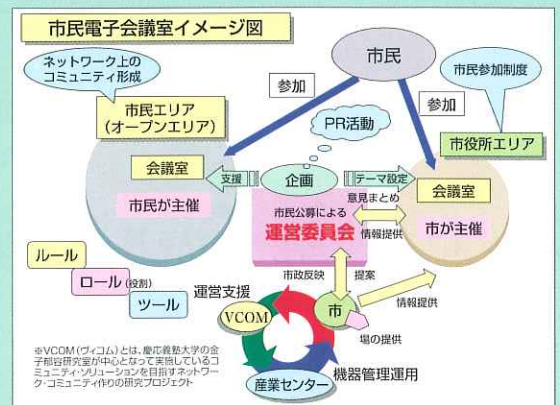 市民電子会議室イメージ図
ネットワーク上の
コミュニティ形成
市民
市民参加制度
参加
参加
市民エリア
(オープンエリア)
PR活動
市役所エリア
会議室
支援
企画
テーマ設定
会議室
市民が主催
市民公募による
運営委員会
意見まとめ
情報提供
市が主催
ルール
ロール(役割)
ツール
市政反映
提案
運営支援
VCOM
市
情報提供
場の提供
産業センター
機器管理運用
※VCOM(ヴィコム)とは、慶応義塾大学の金
子郁容研究室が中心となって実施しているコ
ミュニティ・ソリューションを目指すネットワー
ク・コミュニティ作りの研究プロジェクト